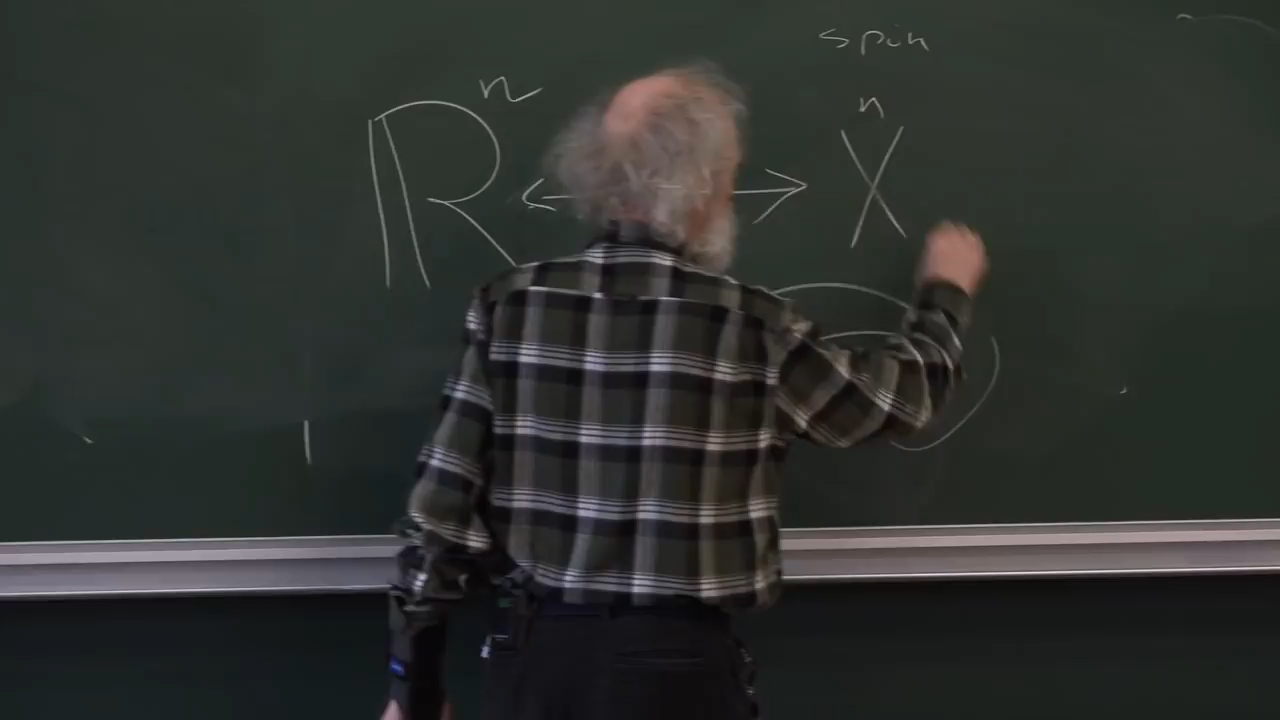 spin
ℝⁿ ← → Xⁿ